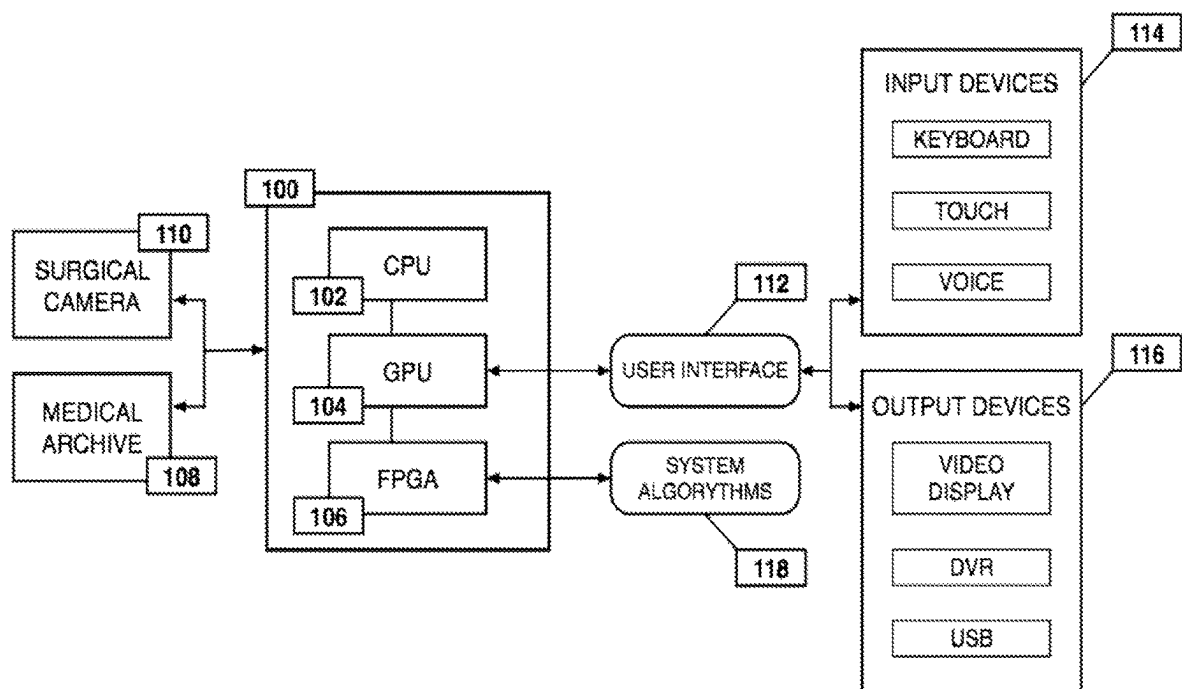 114
INPUT DEVICES
KEYBOARD
TOUCH
VOICE
100
110
SURGICAL
CAMERA
CPU
102
GPU
104
FPGA
106
MEDICAL
ARCHIVE
108
112
USER INTERFACE
SYSTEM
ALGORYTHMS
118
116
OUTPUT DEVICES
VIDEO
DISPLAY
DVR
USB